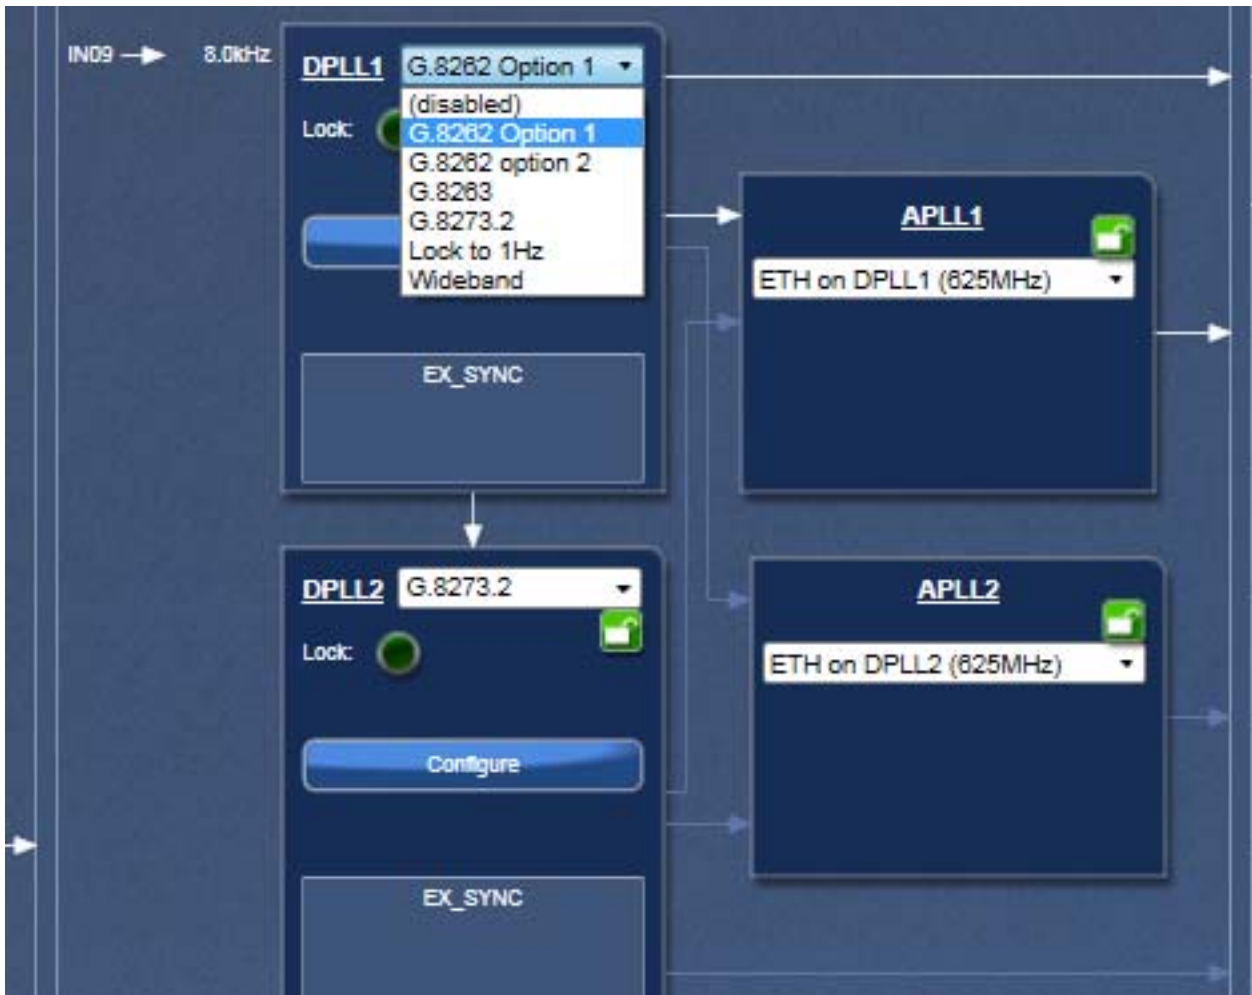 IN09
8.0kHz
DPLL1
G.8262 Option 1
Lock:
(disabled)
G.8262 Option 1
G.8262 option 2
G.8263
G.8273.2
Lock to 1Hz
Wideband
EX_SYNC
APLL1
ETH on DPLL1 (625MHz)
DPLL2
G.8273.2
Lock:
Configure
EX_SYNC
APLL2
ETH on DPLL2 (625MHz)